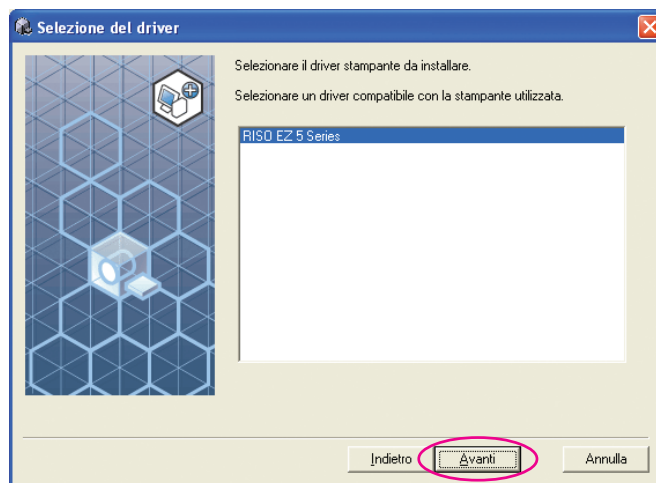 Selezione del driver
Selezionare il driver stampante da installare.
Selezionare un driver compatibile con la stampante utilizzata.
RISO EZ 5 Series
Indietro
Avanti
Annulla